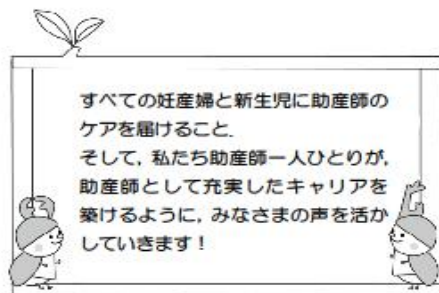 すべての妊産婦と新生児に助産師の
ケアを届けること.
そして, 私たち助産師一人ひとりが,
助産師として充実したキャリアを
築けるように, みなさまの声を活か
していきます！